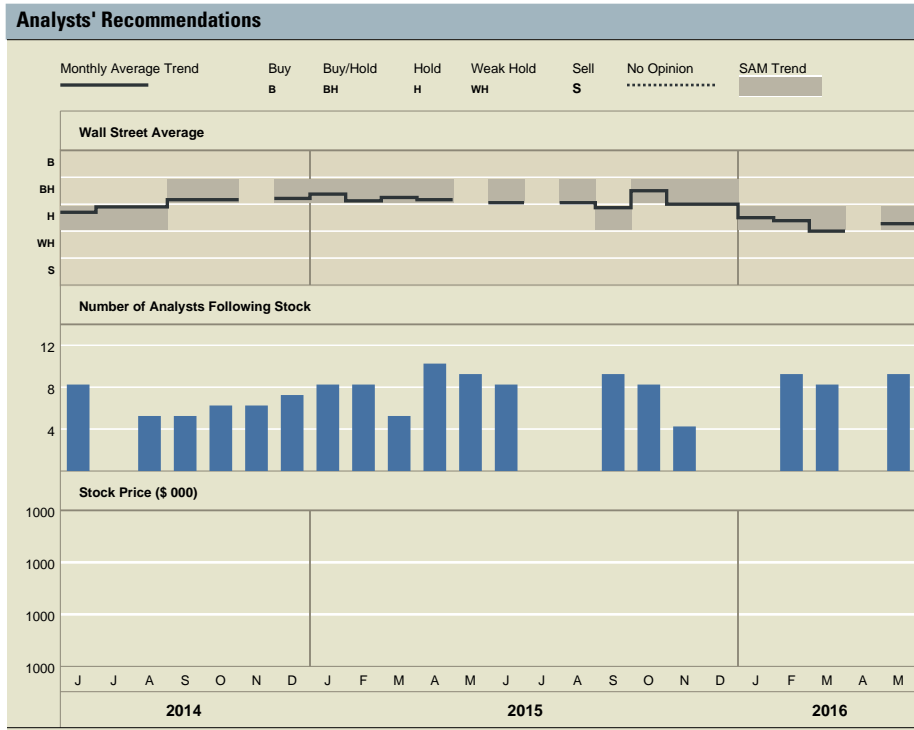 Analysts' Recommendations
Monthly Average Trend Buy Buy/Hold Hold Weak Hold Sell No Opinion SAM Trend
B BH H WH S
Wall Street Average
B
BH
H
WH
S
Number of Analysts Following Stock
12
8
4
Stock Price ($ 000)
1000
1000
1000
1000
J J A S O N D J F M A M J J A S O N D J F M A M
2014 2015 2016